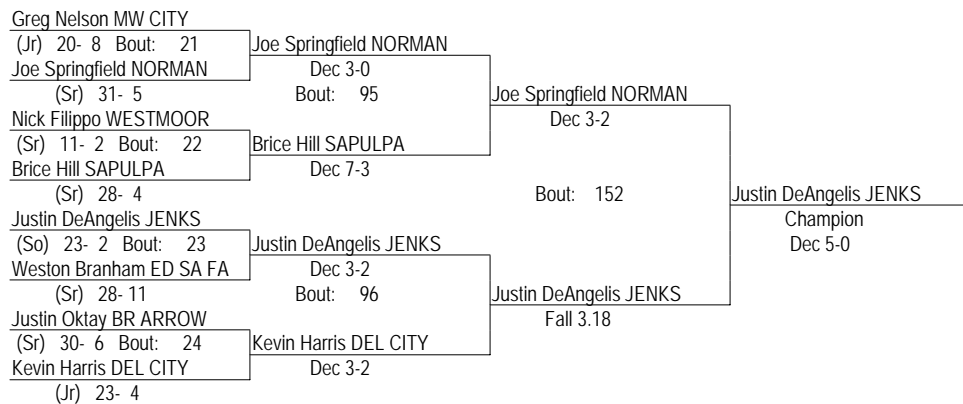 Greg Nelson MW CITY
(Jr) 20- 8 Bout: 21
Joe Springfield NORMAN
(Sr) 31- 5
Nick Filippo WESTMOOR
(Sr) 11- 2 Bout: 22
Brice Hill SAPULPA
(Sr) 28- 4
Justin DeAngelis JENKS
(So) 23- 2 Bout: 23
Weston Branham ED SA FA
(Sr) 28- 11
Justin Oktay BR ARROW
(Sr) 30- 6 Bout: 24
Kevin Harris DEL CITY
(Jr) 23- 4
Joe Springfield NORMAN
Dec 3-0
Bout: 95
Brice Hill SAPULPA
Dec 7-3
Justin DeAngelis JENKS
Dec 3-2
Bout: 96
Kevin Harris DEL CITY
Dec 3-2
Joe Springfield NORMAN
Dec 3-2
Bout: 152
Justin DeAngelis JENKS
Fall 3.18
Justin DeAngelis JENKS
Champion
Dec 5-0